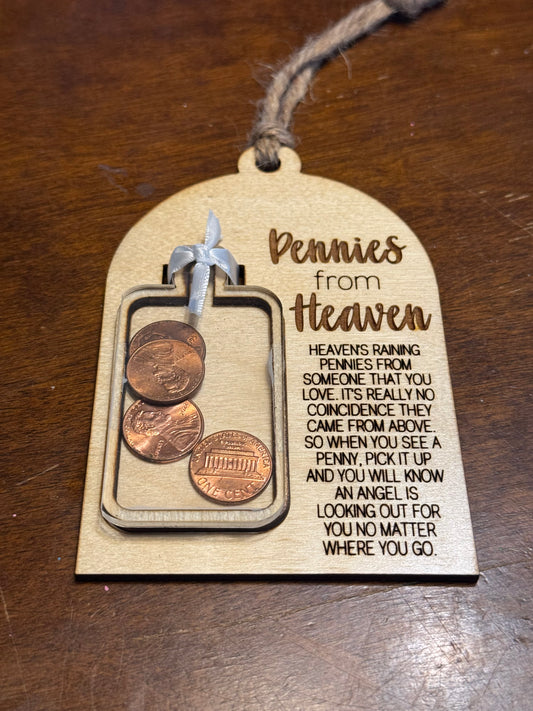 Pennies
from
Heaven
HEAVEN'S RAINING
PENNIES FROM
SOMEONE THAT YOU
LOVE. IT'S REALLY NO
COINCIDENCE THEY
CAME FROM ABOVE.
SO WHEN YOU SEE A
PENNY, PICK IT UP
AND YOU WILL KNOW
AN ANGEL IS
LOOKING OUT FOR
YOU NO MATTER
WHERE YOU GO.
ONE CENT